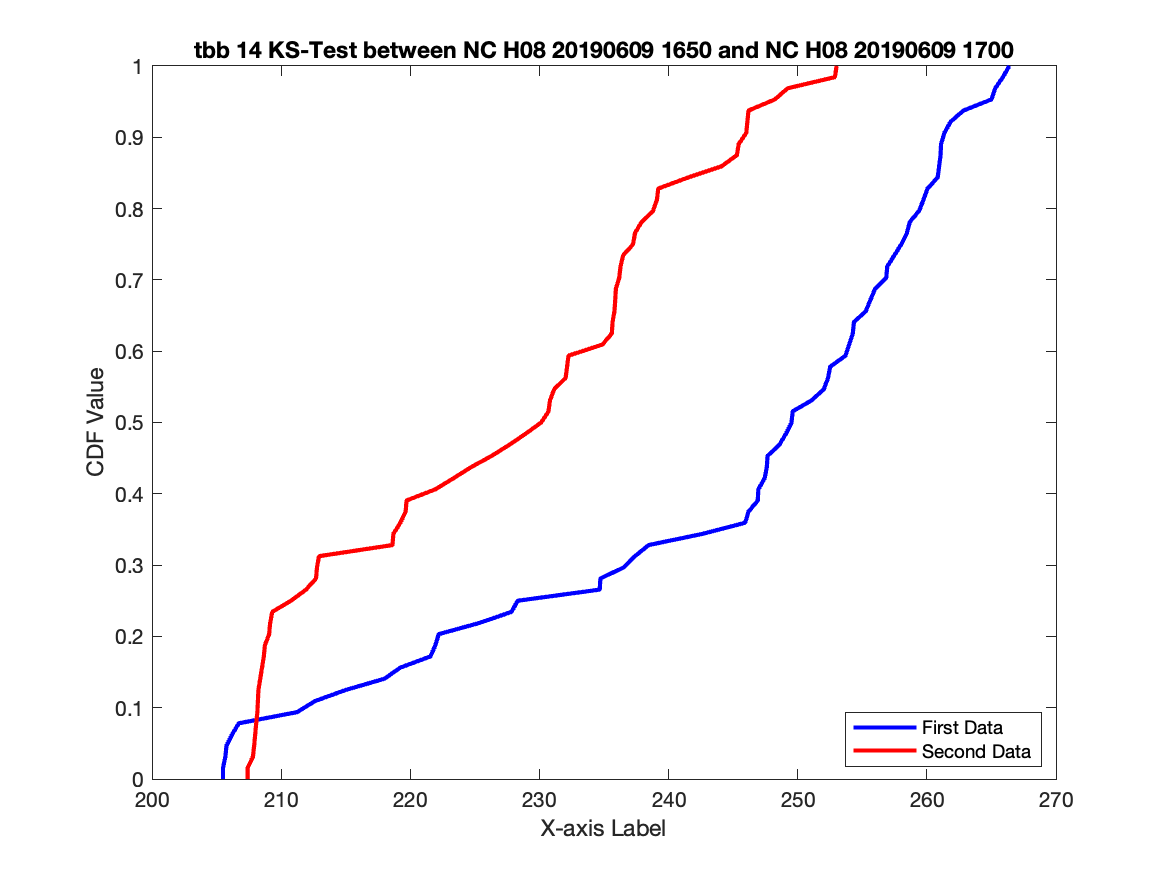 tbb 14 KS-Test between NC H08 20190609 1650 and NC H08 20190609 1700
1
0.9
0.8
0.7
0.6
0.5
0.4
0.3
0.2
0.1
0
CDF Value
First Data
Second Data
200 210 220 230 240 250 260 270
X-axis Label